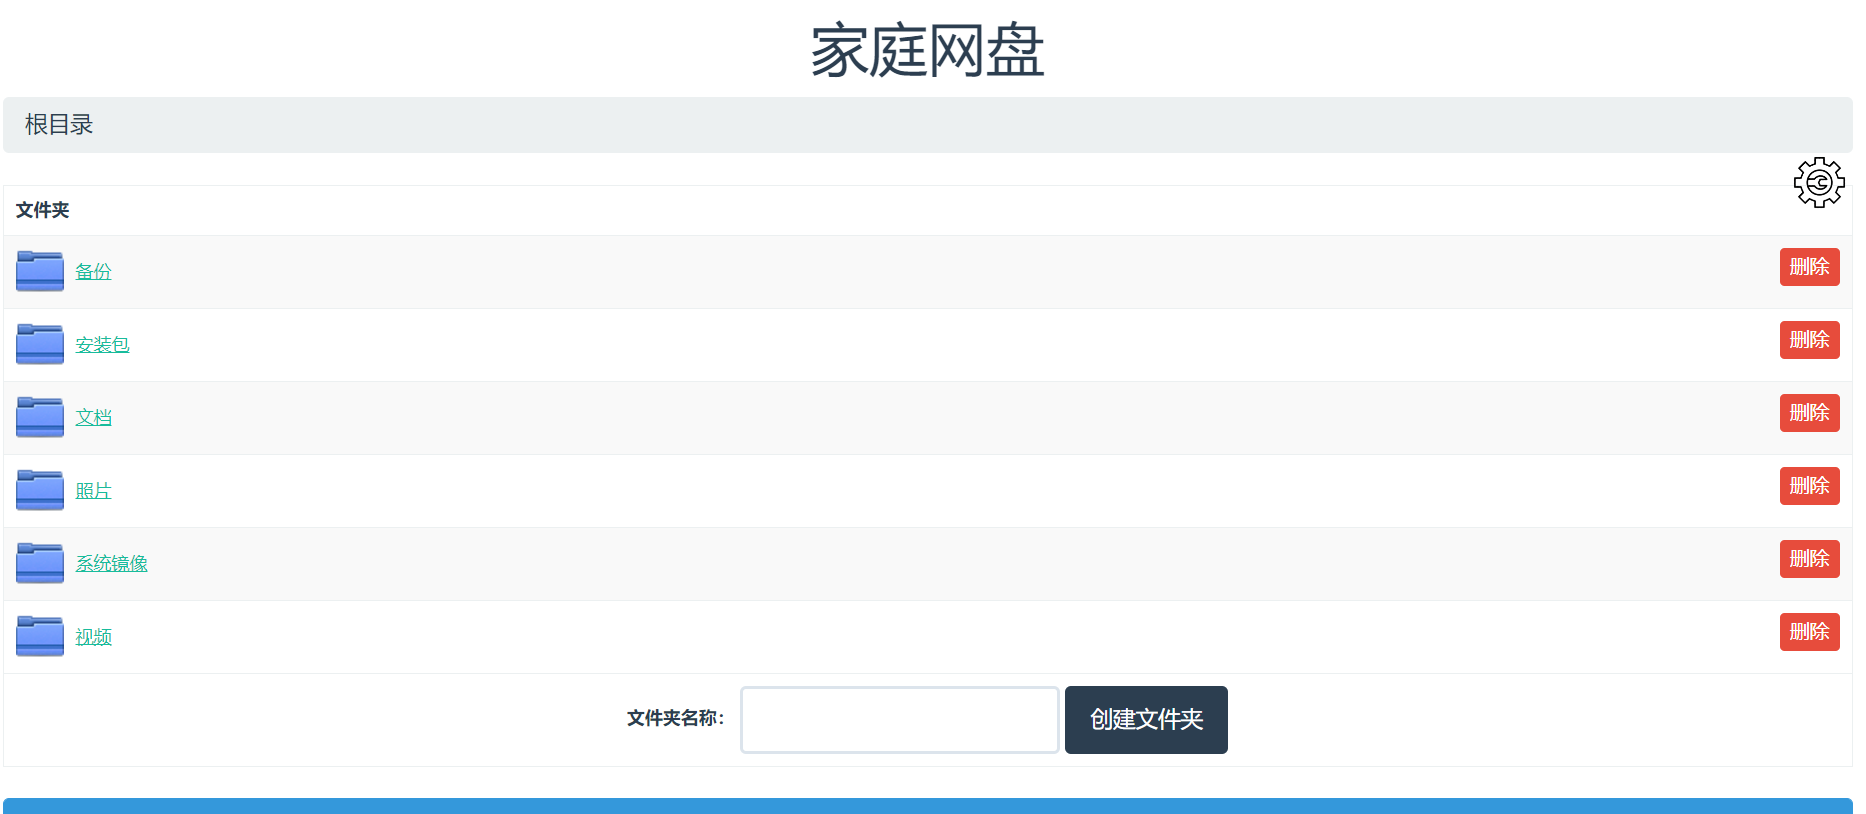 家庭网盘
根目录
文件夹
备份 删除
安装包 删除
文档 删除
照片 删除
系统镜像 删除
视频 删除
文件夹名称： 创建文件夹